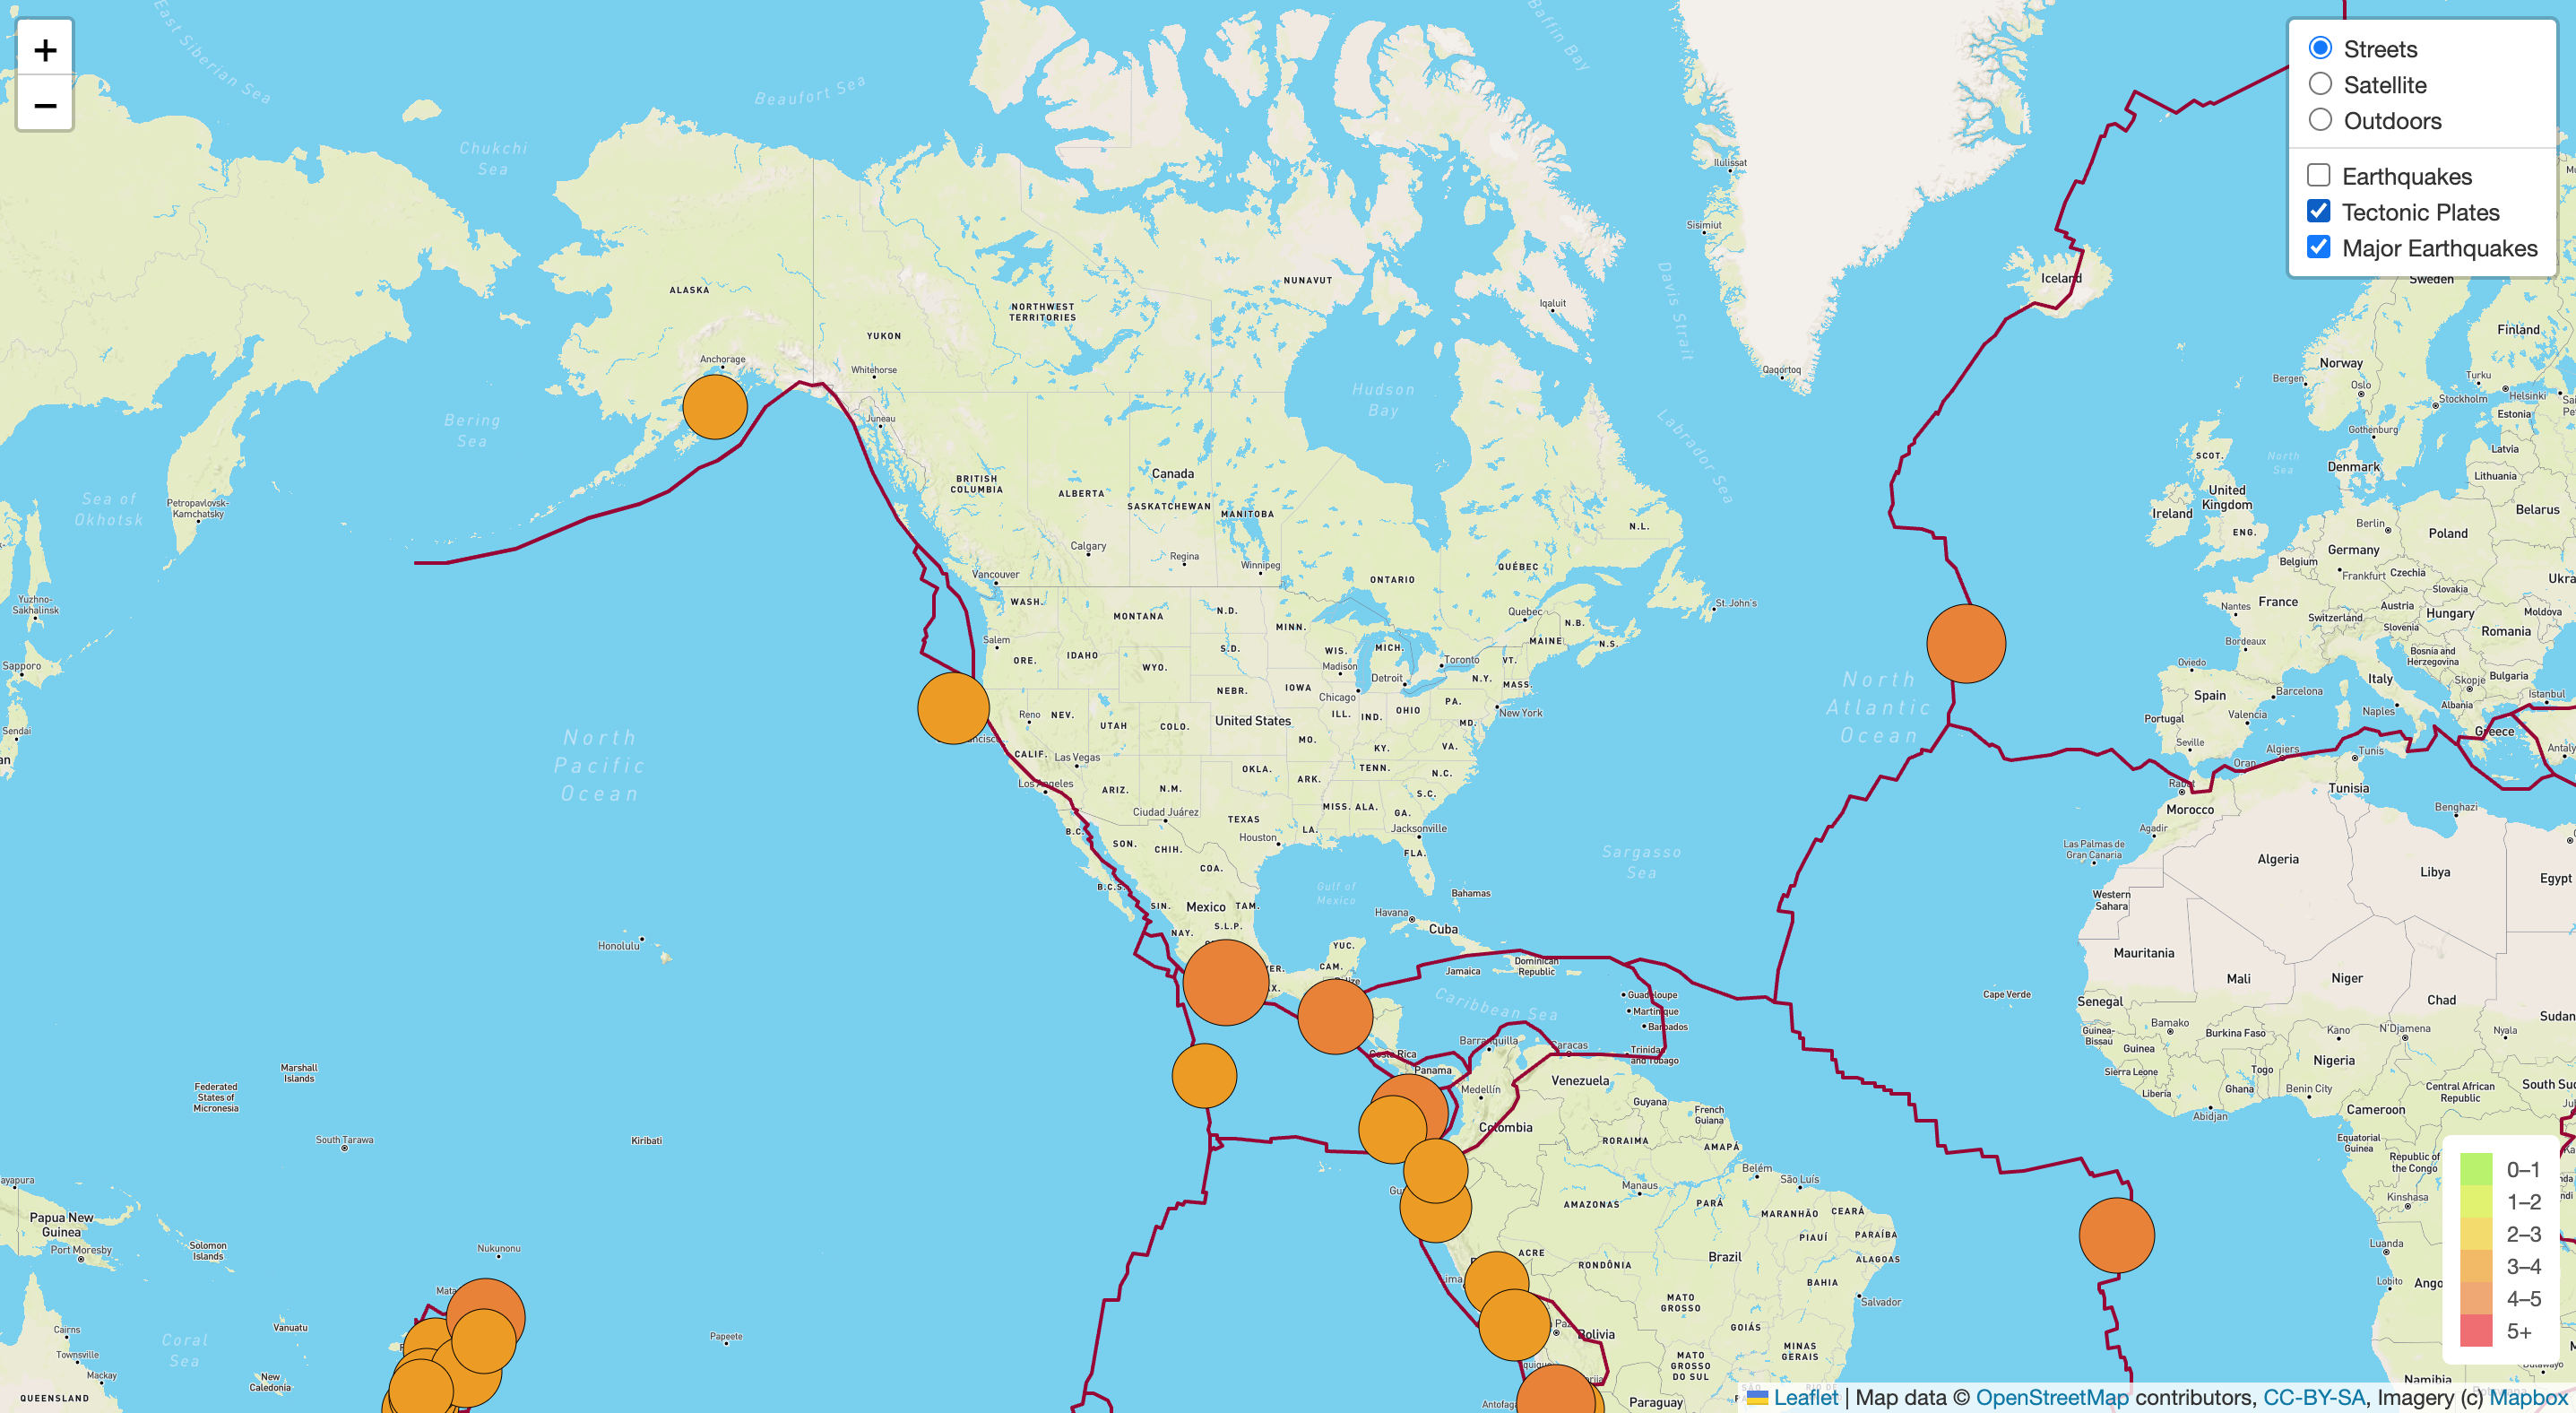 +
−
Streets
Satellite
Outdoors
Earthquakes
Tectonic Plates
Major Earthquakes
East Siberian Sea
Beaufort Sea
Baffin Bay
Chukchi
Sea
Ilulissat
Sisimiut
Davis Strait
Iceland
Sweden
Finland
ALASKA
NUNAVUT
NORTHWEST
TERRITORIES
Iqaluit
YUKON
Anchorage
Whitehorse
Qaqortoq
Norway
Bergen
Oslo
Turku
Helsinki
Stockholm
Estonia
Gothenburg
Latvia
Hudson
Bay
Juneau
Bering
Sea
Labrador Sea
SCOT.
North
Sea
Denmark
Lithuania
BRITISH
COLUMBIA
Canada
ALBERTA
SASKATCHEWAN
MANITOBA
Sea of
Okhotsk
Petropavlovsk-
Kamchatsky
United
Kingdom
Ireland
ENG.
Berlin
Poland
Belarus
N.L.
Calgary
Regina
Winnipeg
Vancouver
ONTARIO
QUÉBEC
Germany
Belgium
Frankfurt
Czechia
Slovakia
Yuzhno-
Sakhalinsk
WASH.
MONTANA
N.D.
MINN.
Quebec
N.B.
St. John's
Nantes
France
Austria
Hungary
Moldova
Switzerland
Slovenia
Romania
Salem
ORE.
IDAHO
WYO.
S.D.
WIS.
MICH.
Madison
Toronto
MAINE
VT.
N.S.
Bordeaux
Bosnia and
Herzegovina
Sapporo
Oviedo
Italy
Skopje
Bulgaria
NEBR.
IOWA
Chicago
Detroit
N.Y.
MASS.
Spain
Barcelona
Istanbul
Albania
Naples
North
Atlantic
Ocean
Reno
NEV.
UTAH
COLO.
United States
ILL.
IND.
OHIO
PA.
MD.
New York
Portugal
Valencia
Greece
Sendai
North
Pacific
Ocean
CALIF.
Las Vegas
MO.
KY.
VA.
Seville
Algiers
Tunis
Oran
Los Angeles
ARIZ.
N.M.
OKLA.
ARK.
TENN.
N.C.
S.C.
Rabat
Morocco
Tunisia
Benghazi
Ciudad Juárez
TEXAS
MISS.
ALA.
GA.
B.C.
Houston
LA.
Jacksonville
Agadir
SON.
CHIH.
FLA.
Sargasso
Sea
Las Palmas de
Gran Canaria
Algeria
Libya
Egypt
COA.
B.C.S.
Gulf of
Mexico
Bahamas
Western
Sahara
SIN.
Mexico
TAM.
Havana
Cuba
S.L.P.
NAY.
YUC.
Honolulu
CAM.
Jamaica
Dominican
Republic
Mauritania
Mali
Niger
Chad
Guadeloupe
Martinique
Barbados
Caribbean Sea
Cape Verde
Senegal
Guinea-
Bissau
Bamako
Burkina Faso
Kano
N'Djamena
Nyala
Guinea
Nigeria
Costa Rica
Barranquilla
Caracas
Trinidad
and Tobago
Panama
Medellín
Venezuela
Sierra Leone
Togo
Ghana
Benin City
Liberia
Abidjan
Central African
Republic
Cameroon
Marshall
Islands
Federated
States of
Micronesia
Guyana
French
Guiana
Colombia
RORAIMA
AMAPÁ
Equatorial
Guinea
Republic of
the Congo
South Tarawa
Kiribati
Belém
São Luís
Manaus
AMAZONAS
PARÁ
MARANHÃO
CEARÁ
Kinshasa
Papua New
Guinea
Port Moresby
Solomon
Islands
Nukunonu
ACRE
RONDÔNIA
Brazil
PIAUÍ
PARAÍBA
ALAGOAS
BAHIA
Luanda
Lobito
MATO
GROSSO
Salvador
Bolivia
GOIÁS
MINAS
GERAIS
MATO
GROSSO
DO SUL
Cairns
Townsville
Mackay
QUEENSLAND
Coral
Sea
Vanuatu
New
Caledonia
Papeete
Paraguay
Namibia
0–1
1–2
2–3
3–4
4–5
5+
Leaflet | Map data © OpenStreetMap contributors, CC-BY-SA, Imagery (c) Mapbox